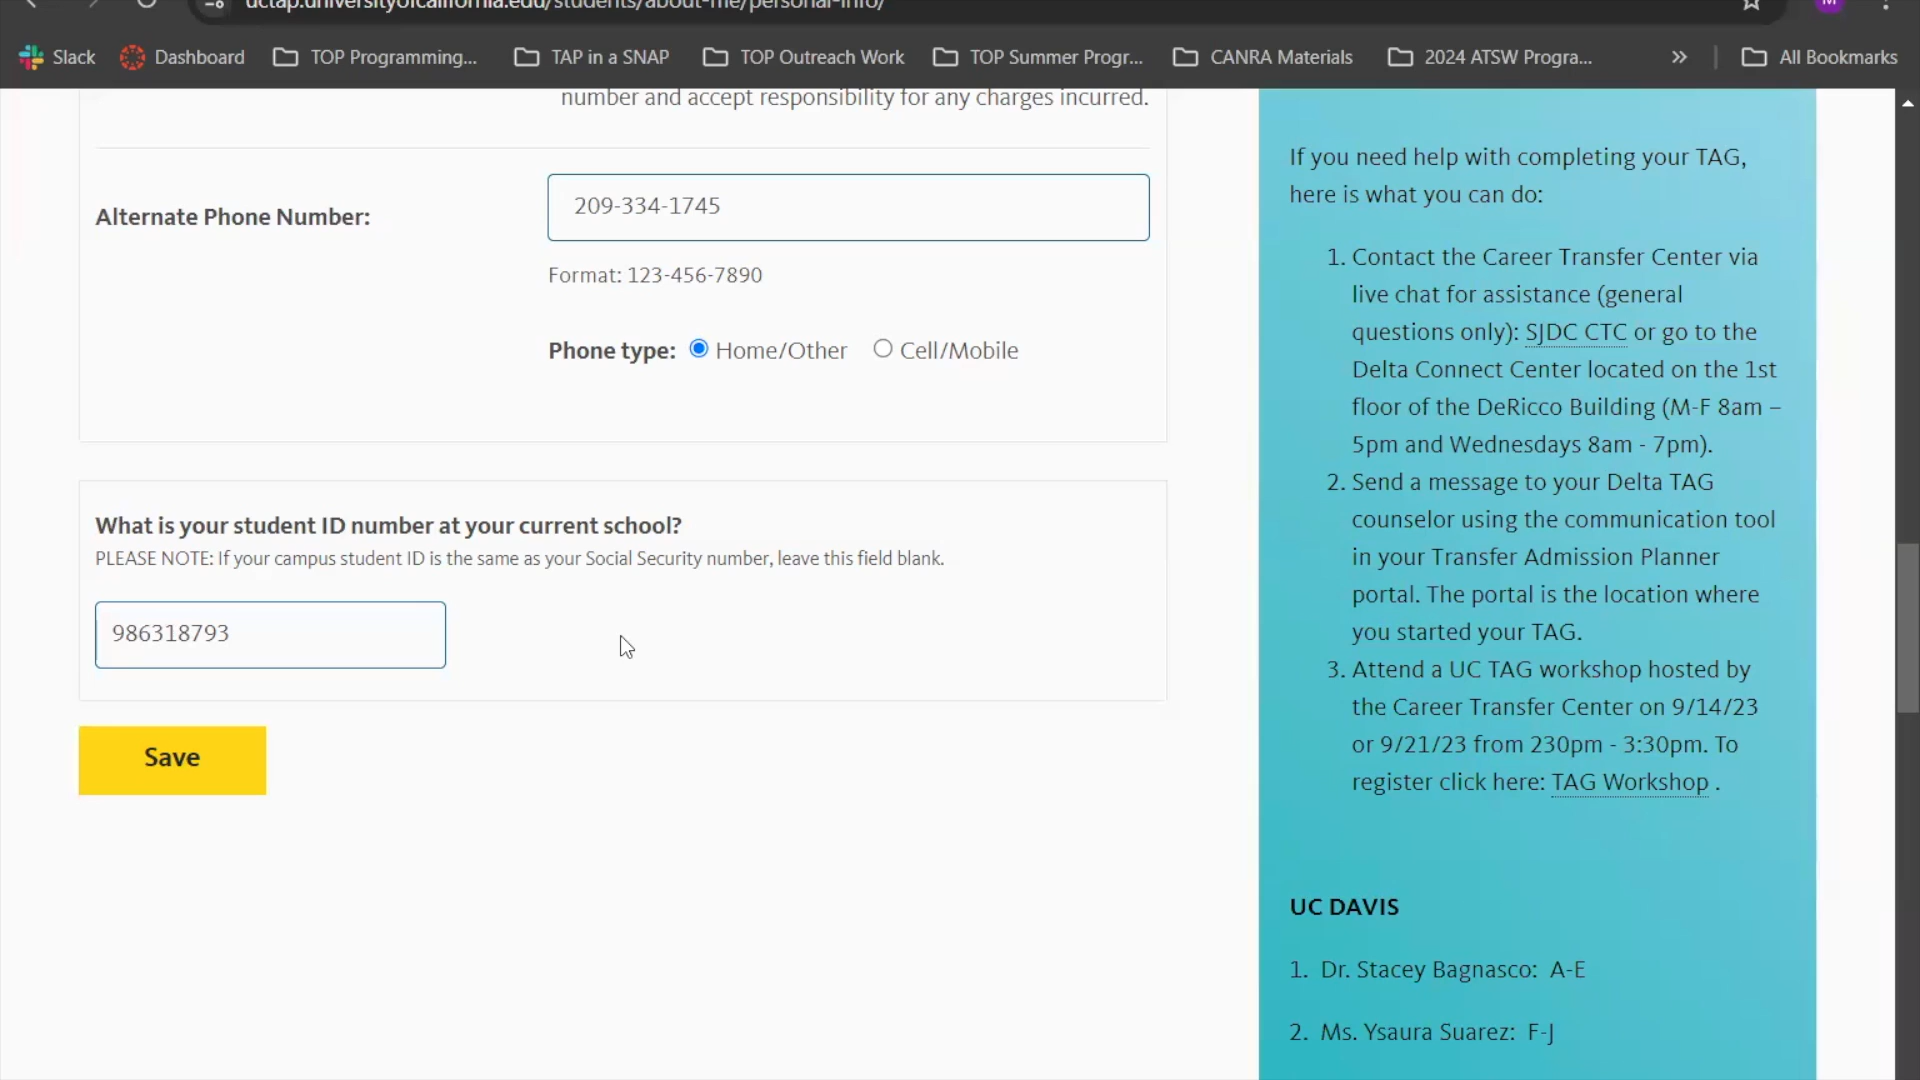 uctap.universityofcalifornia.edu/students/about-me/personal-info/
M
Slack
Dashboard
TOP Programming...
TAP in a SNAP
TOP Outreach Work
TOP Summer Progr...
CANRA Materials
2024 ATSW Progra...
»
All Bookmarks
number and accept responsibility for any charges incurred.
Alternate Phone Number:
209-334-1745
Format: 123-456-7890
Phone type: Home/Other Cell/Mobile
What is your student ID number at your current school?
PLEASE NOTE: If your campus student ID is the same as your Social Security number, leave this field blank.
986318793
Save
If you need help with completing your TAG,
here is what you can do:
1. Contact the Career Transfer Center via
live chat for assistance (general
questions only): SJDC CTC or go to the
Delta Connect Center located on the 1st
floor of the DeRicco Building (M-F 8am –
5pm and Wednesdays 8am - 7pm).
2. Send a message to your Delta TAG
counselor using the communication tool
in your Transfer Admission Planner
portal. The portal is the location where
you started your TAG.
3. Attend a UC TAG workshop hosted by
the Career Transfer Center on 9/14/23
or 9/21/23 from 230pm - 3:30pm. To
register click here: TAG Workshop .
UC DAVIS
1. Dr. Stacey Bagnasco: A-E
2. Ms. Ysaura Suarez: F-J